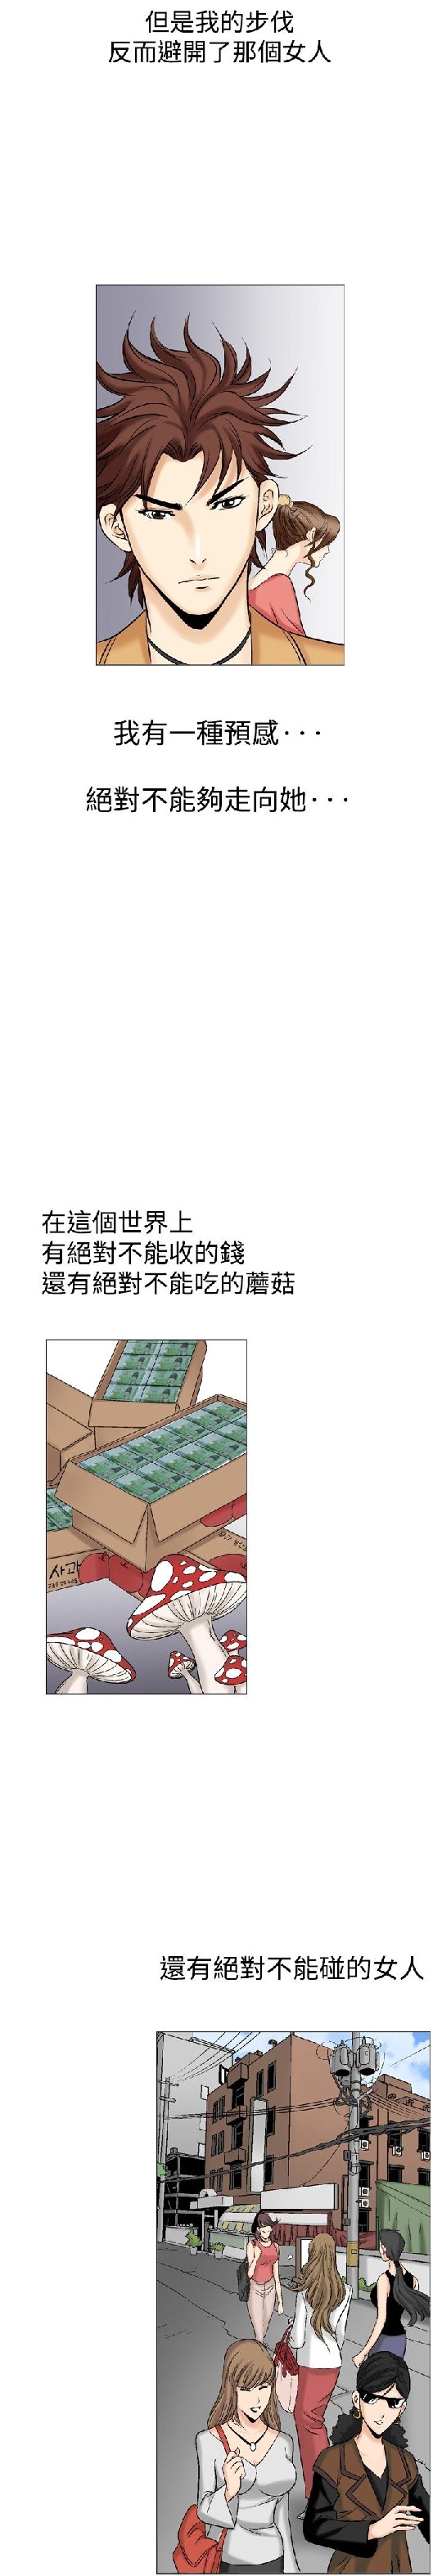 但是我的步伐
反而避開了那個女人
我有一種預感···
絕對不能夠走向她···
在這個世界上
有絕對不能收的錢
還有絕對不能吃的蘑菇
사과
還有絕對不能碰的女人